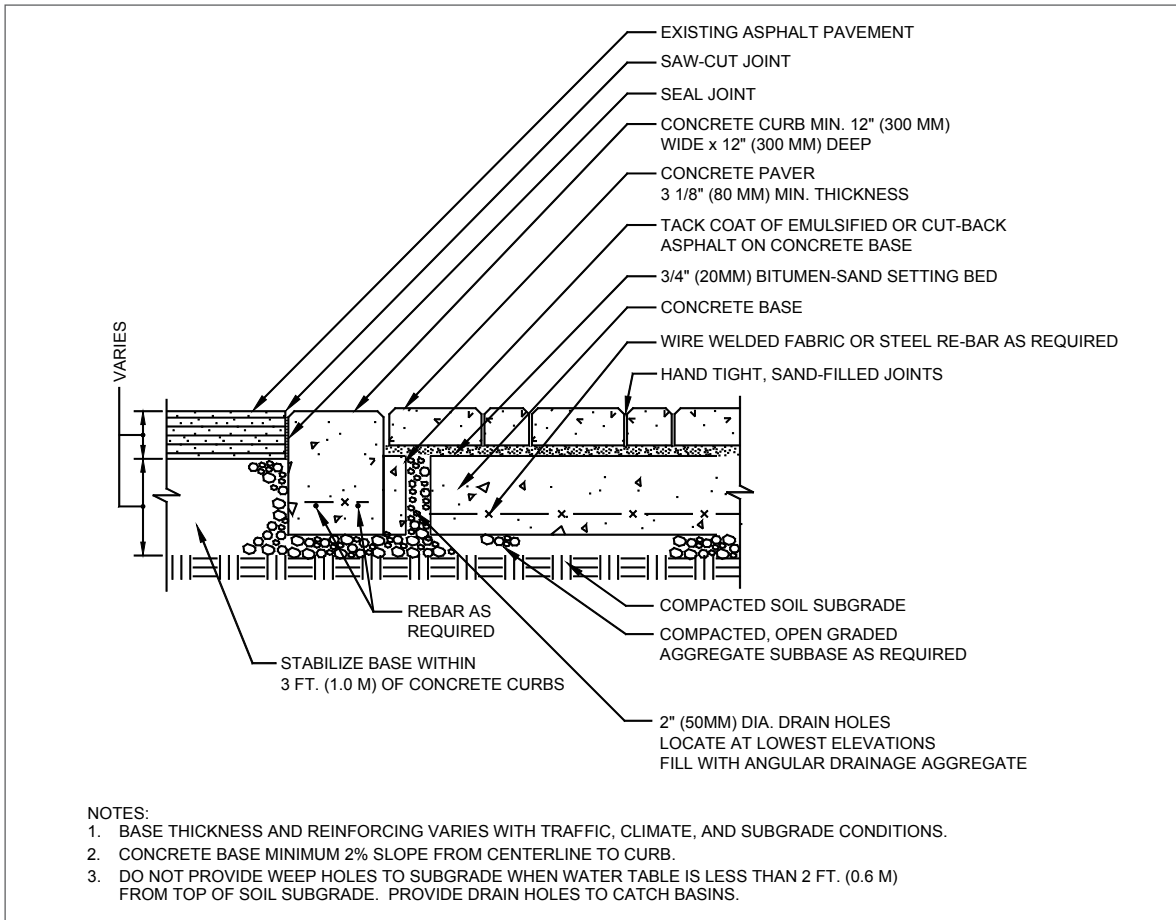 EXISTING ASPHALT PAVEMENT
SAW-CUT JOINT
SEAL JOINT
CONCRETE CURB MIN. 12" (300 MM)
WIDE x 12" (300 MM) DEEP
CONCRETE PAVER
3 1/8" (80 MM) MIN. THICKNESS
TACK COAT OF EMULSIFIED OR CUT-BACK
ASPHALT ON CONCRETE BASE
3/4" (20MM) BITUMEN-SAND SETTING BED
CONCRETE BASE
WIRE WELDED FABRIC OR STEEL RE-BAR AS REQUIRED
HAND TIGHT, SAND-FILLED JOINTS
VARIES
COMPACTED SOIL SUBGRADE
COMPACTED, OPEN GRADED
AGGREGATE SUBBASE AS REQUIRED
REBAR AS
REQUIRED
STABILIZE BASE WITHIN
3 FT. (1.0 M) OF CONCRETE CURBS
2" (50MM) DIA. DRAIN HOLES
LOCATE AT LOWEST ELEVATIONS
FILL WITH ANGULAR DRAINAGE AGGREGATE
NOTES:
1. BASE THICKNESS AND REINFORCING VARIES WITH TRAFFIC, CLIMATE, AND SUBGRADE CONDITIONS.
2. CONCRETE BASE MINIMUM 2% SLOPE FROM CENTERLINE TO CURB.
3. DO NOT PROVIDE WEEP HOLES TO SUBGRADE WHEN WATER TABLE IS LESS THAN 2 FT. (0.6 M)
FROM TOP OF SOIL SUBGRADE. PROVIDE DRAIN HOLES TO CATCH BASINS.